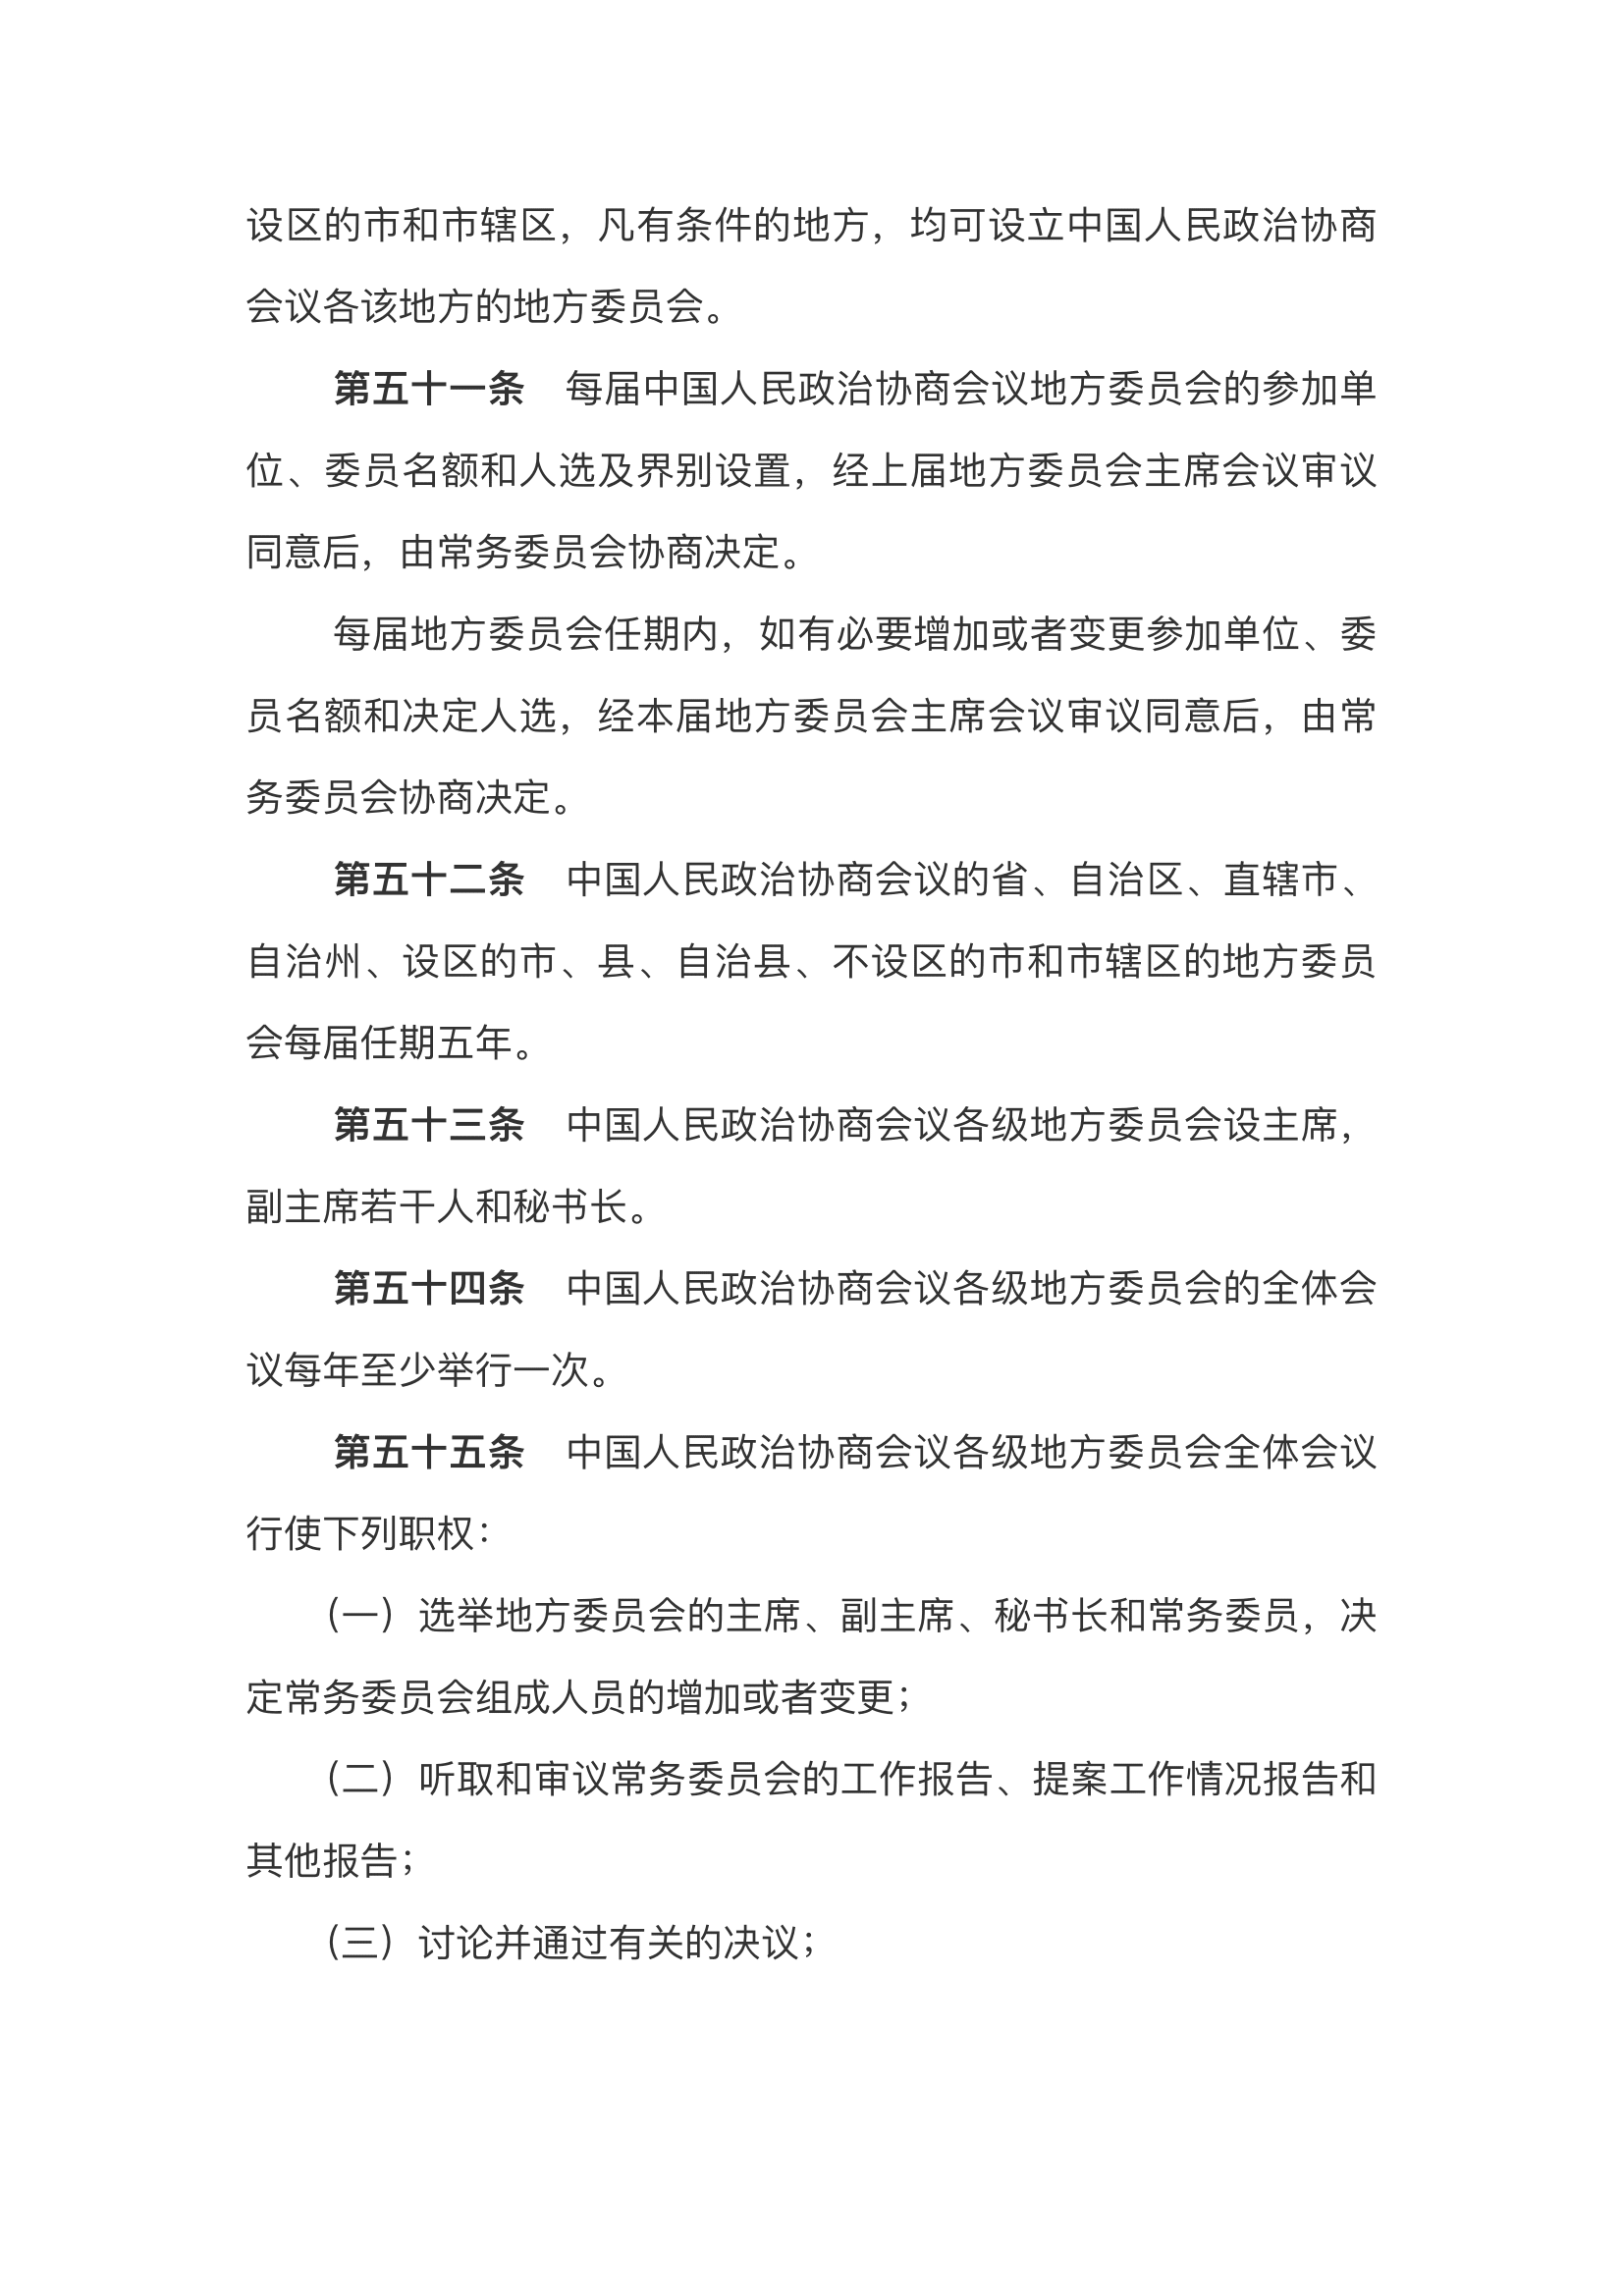 设区的市和市辖区，凡有条件的地方，均可设立中国人民政治协商
会议各该地方的地方委员会。
第五十一条　每届中国人民政治协商会议地方委员会的参加单
位、委员名额和人选及界别设置，经上届地方委员会主席会议审议
同意后，由常务委员会协商决定。
每届地方委员会任期内，如有必要增加或者变更参加单位、委
员名额和决定人选，经本届地方委员会主席会议审议同意后，由常
务委员会协商决定。
第五十二条　中国人民政治协商会议的省、自治区、直辖市、
自治州、设区的市、县、自治县、不设区的市和市辖区的地方委员
会每届任期五年。
第五十三条　中国人民政治协商会议各级地方委员会设主席，
副主席若干人和秘书长。
第五十四条　中国人民政治协商会议各级地方委员会的全体会
议每年至少举行一次。
第五十五条　中国人民政治协商会议各级地方委员会全体会议
行使下列职权：
（一）选举地方委员会的主席、副主席、秘书长和常务委员，决
定常务委员会组成人员的增加或者变更；
（二）听取和审议常务委员会的工作报告、提案工作情况报告和
其他报告；
（三）讨论并通过有关的决议；